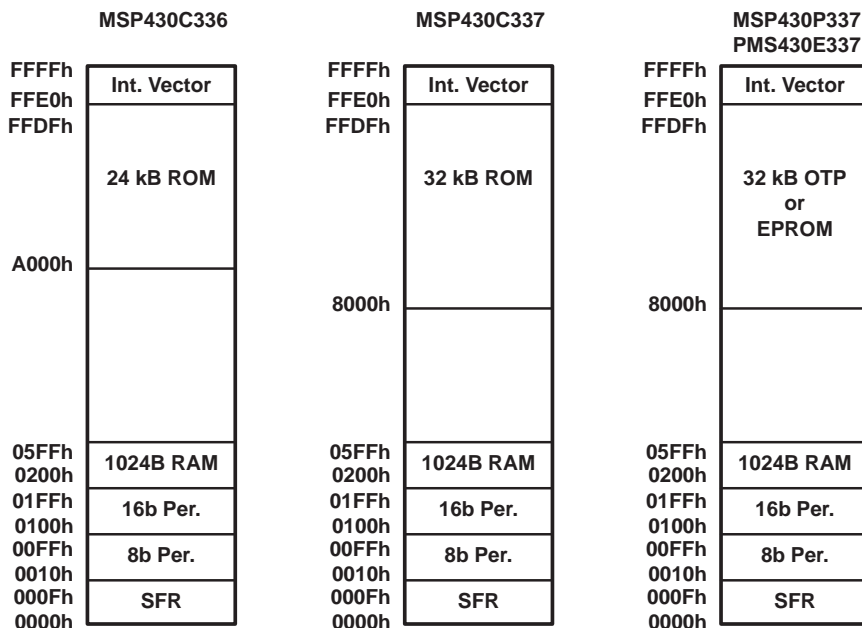 MSP430C336
FFFFh
Int. Vector
FFE0h
FFDFh
24 kB ROM
A000h
05FFh
1024B RAM
0200h
01FFh
16b Per.
0100h
00FFh
8b Per.
0010h
000Fh
SFR
0000h
MSP430C337
FFFFh
Int. Vector
FFE0h
FFDFh
32 kB ROM
8000h
05FFh
1024B RAM
0200h
01FFh
16b Per.
0100h
00FFh
8b Per.
0010h
000Fh
SFR
0000h
MSP430P337
PMS430E337
FFFFh
Int. Vector
FFE0h
FFDFh
32 kB OTP
or
EPROM
8000h
05FFh
1024B RAM
0200h
01FFh
16b Per.
0100h
00FFh
8b Per.
0010h
000Fh
SFR
0000h